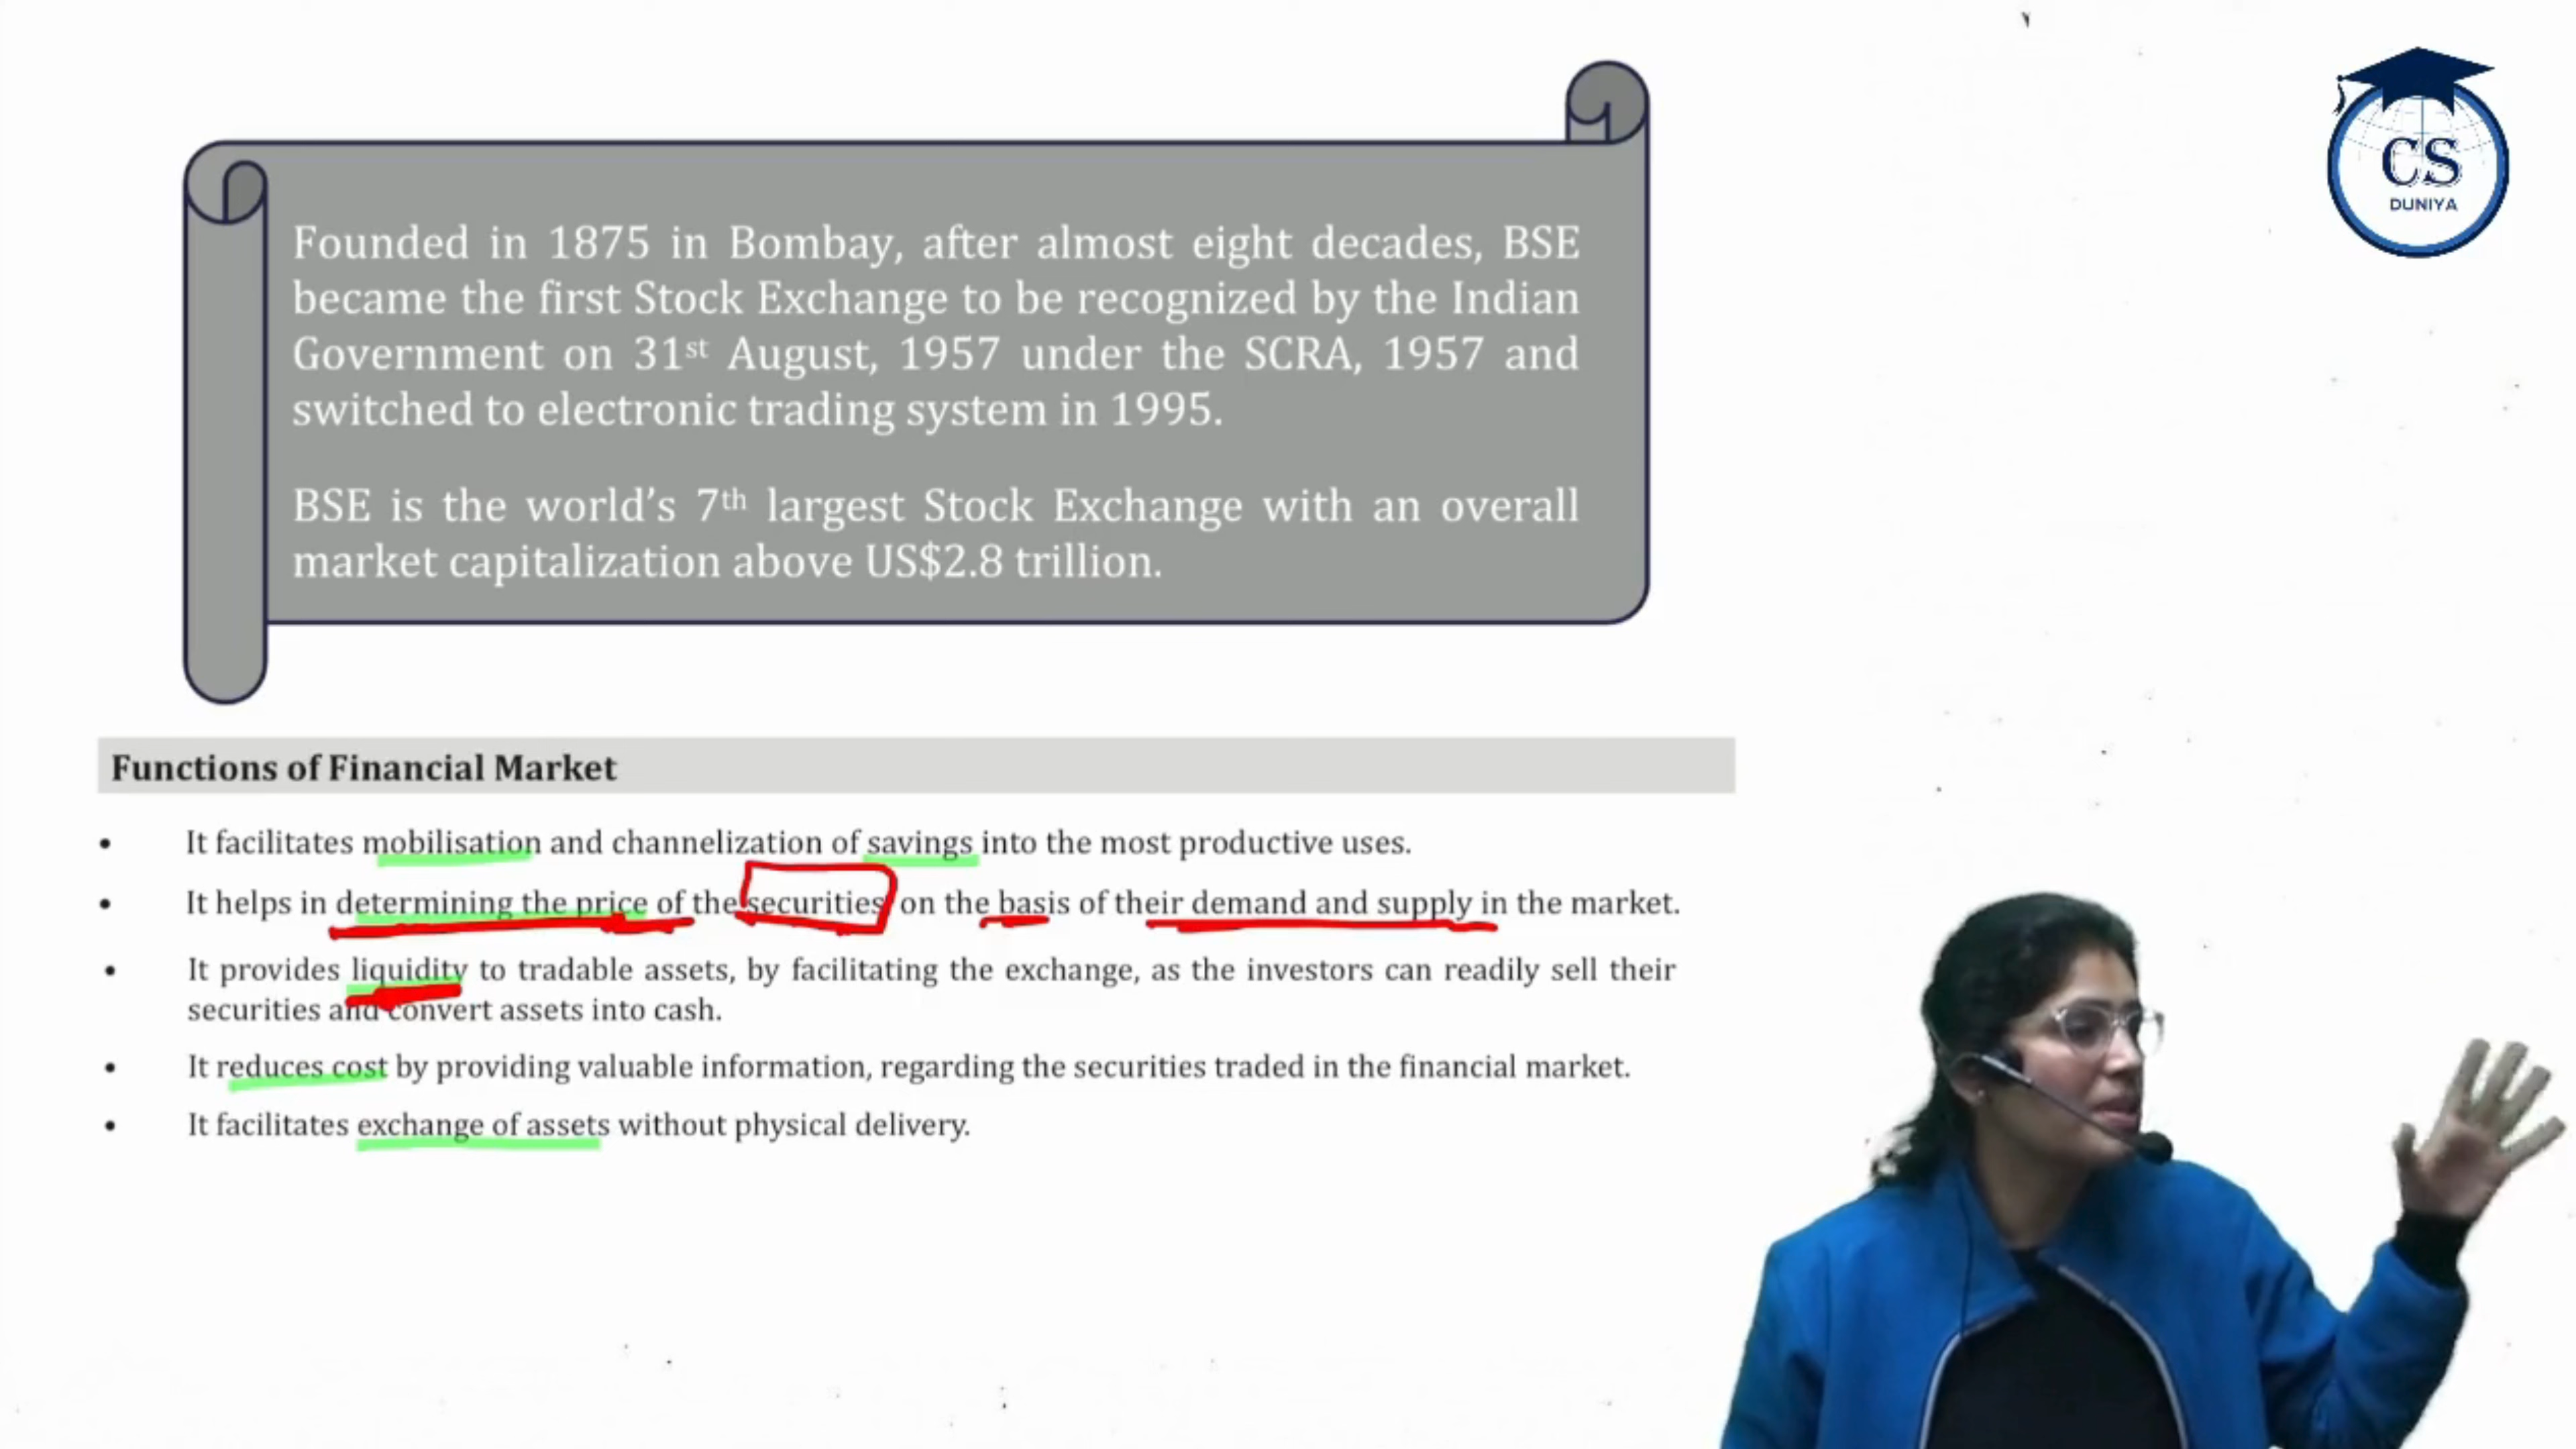 CS
DUNIYA
Founded in 1875 in Bombay, after almost eight decades, BSE
became the first Stock Exchange to be recognized by the Indian
Government on 31st August, 1957 under the SCRA, 1957 and
switched to electronic trading system in 1995.
BSE is the world’s 7th largest Stock Exchange with an overall
market capitalization above US$2.8 trillion.
Functions of Financial Market
• It facilitates mobilisation and channelization of savings into the most productive uses.
• It helps in determining the price of the securities on the basis of their demand and supply in the market.
• It provides liquidity to tradable assets, by facilitating the exchange, as the investors can readily sell their
securities and convert assets into cash.
• It reduces cost by providing valuable information, regarding the securities traded in the financial market.
• It facilitates exchange of assets without physical delivery.